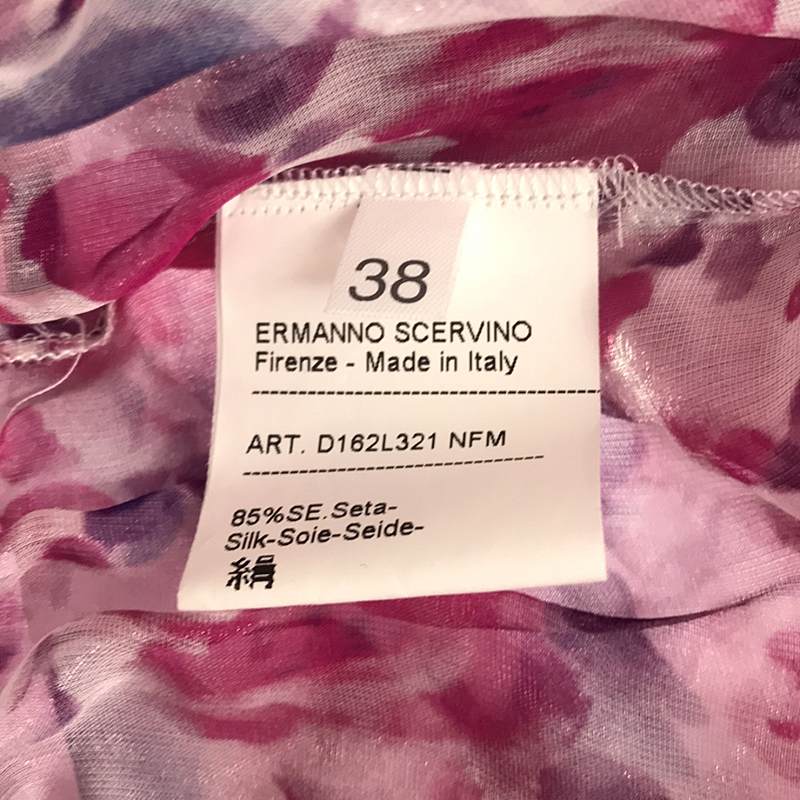 38
ERMANNO SCERVINO
Firenze - Made in Italy
ART. D162L321 NFM
85%SE.Seta-
Silk-Soie-Seide-
絹